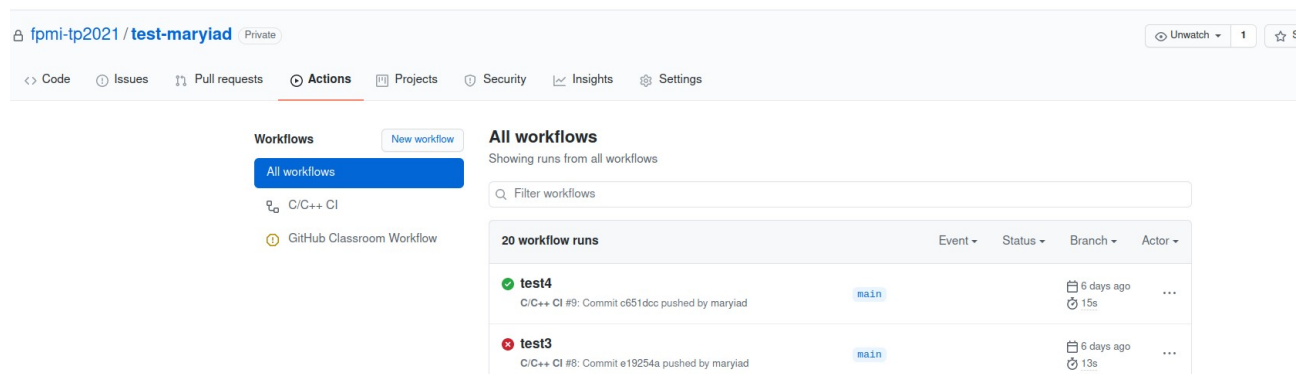 fpmi-tp2021 / test-maryiad Private
Unwatch 1
Code Issues Pull requests Actions Projects Security Insights Settings
Workflows New workflow
All workflows
C/C++ CI
GitHub Classroom Workflow
All workflows
Showing runs from all workflows
Filter workflows
20 workflow runs Event Status Branch Actor
test4
C/C++ CI #9: Commit c651dcc pushed by maryiad
main
6 days ago
15s
test3
C/C++ CI #8: Commit e19254a pushed by maryiad
main
6 days ago
13s